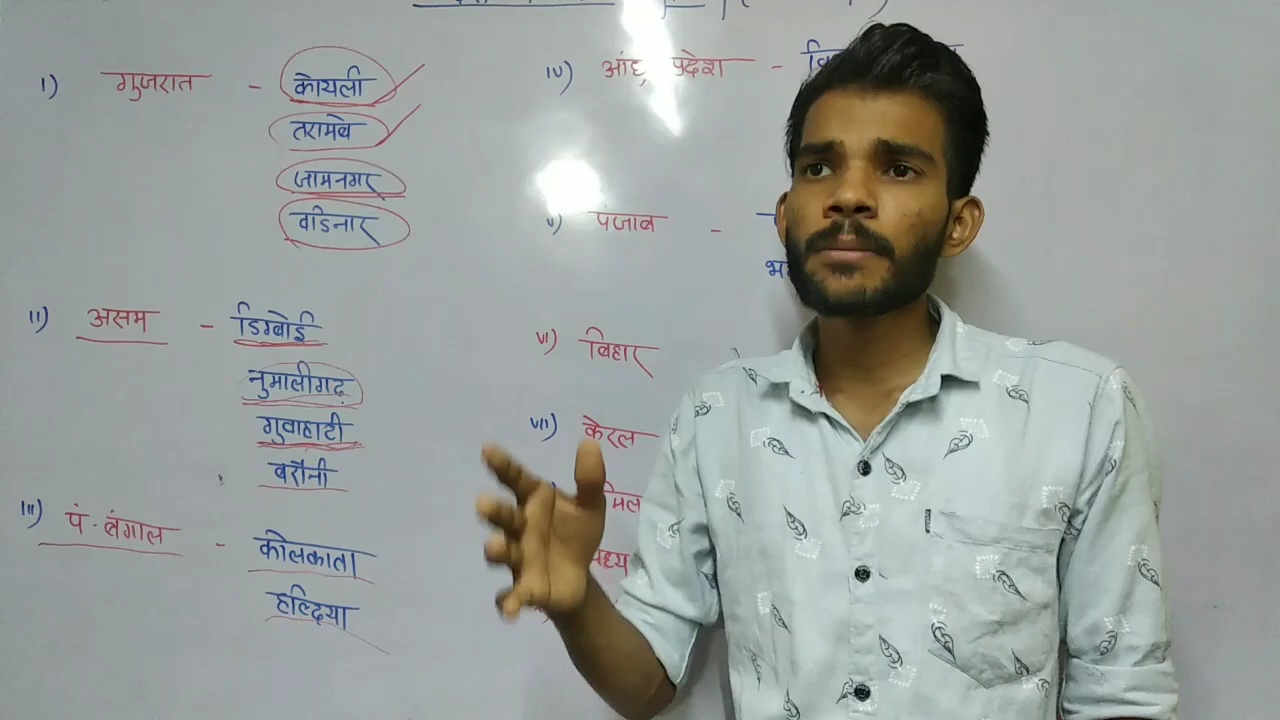 I) गुजरात - कोयली
तरामबे
जामनगर
वडिनार
II) असम - डिग्बोई
नुमालीगढ़
गुवाहाटी
बरौनी
III) पं. बंगाल - कोलकाता
हल्दिया
IV) आंध्र प्रदेश -
V) पंजाब -
VI) बिहार
VII) केरल